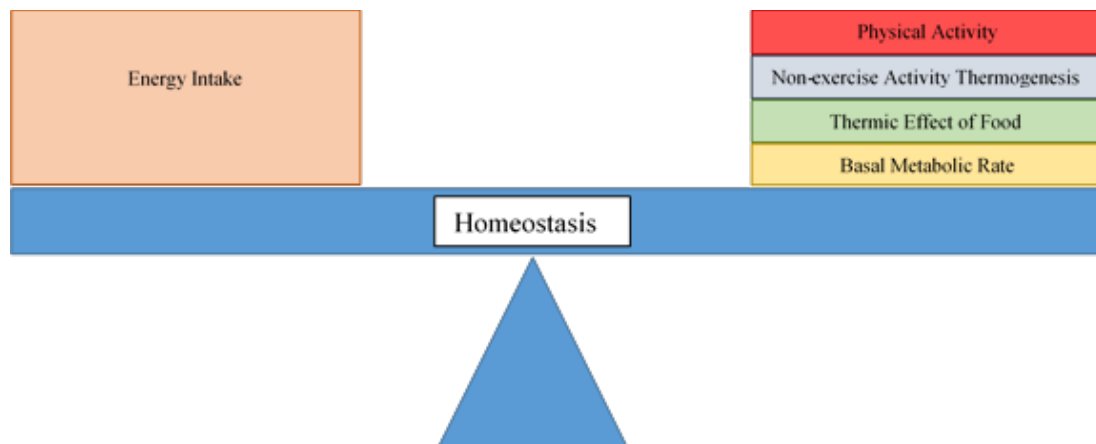 Energy Intake
Physical Activity
Non-exercise Activity Thermogenesis
Thermic Effect of Food
Basal Metabolic Rate
Homeostasis